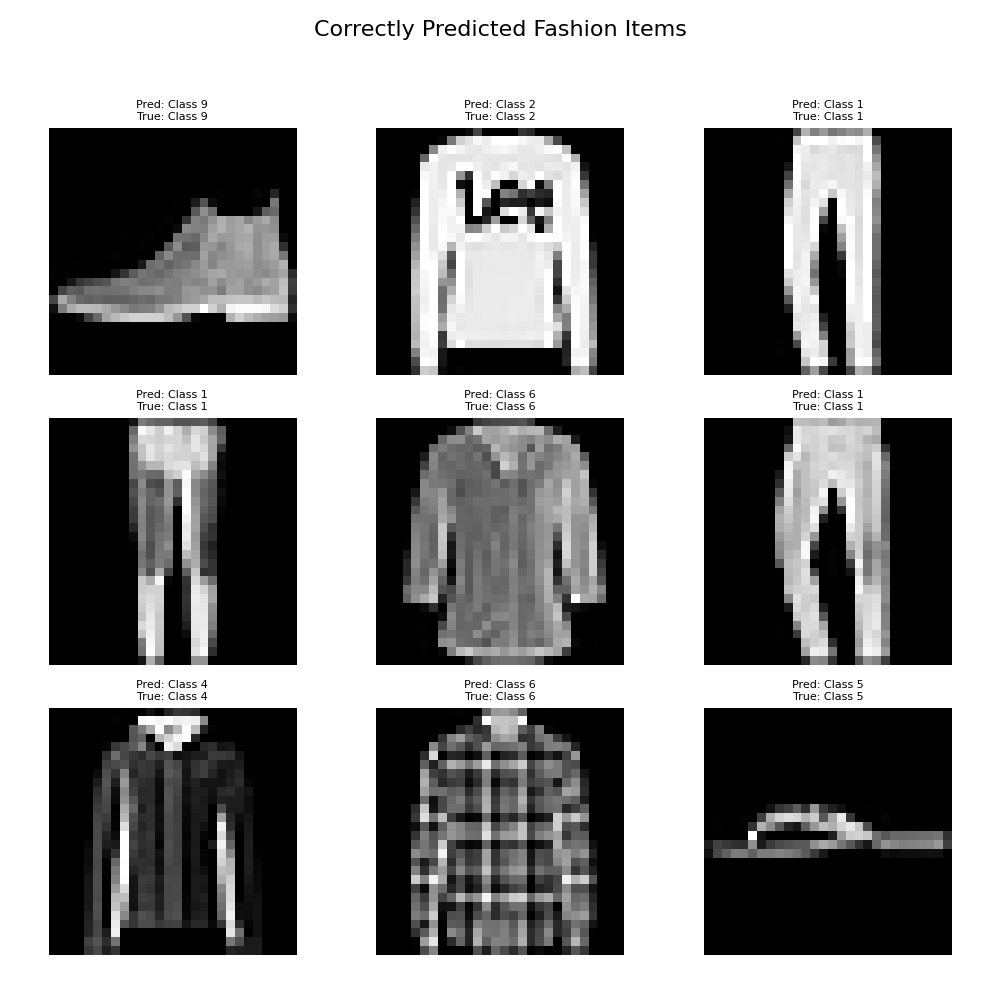 Correctly Predicted Fashion Items
Pred: Class 9
True: Class 9
Pred: Class 2
True: Class 2
Pred: Class 1
True: Class 1
Pred: Class 1
True: Class 1
Pred: Class 6
True: Class 6
Pred: Class 1
True: Class 1
Pred: Class 4
True: Class 4
Pred: Class 6
True: Class 6
Pred: Class 5
True: Class 5